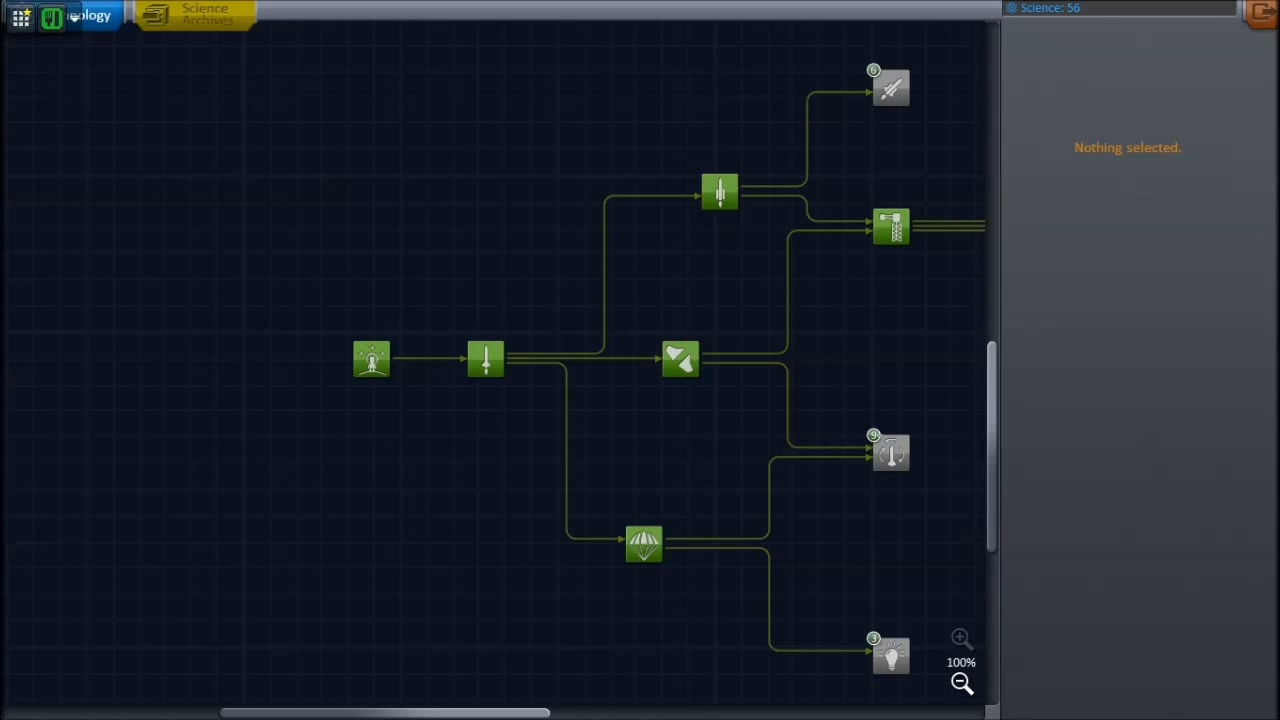 nology
Science
Archives
Science: 56
6
Nothing selected.
9
3
100%